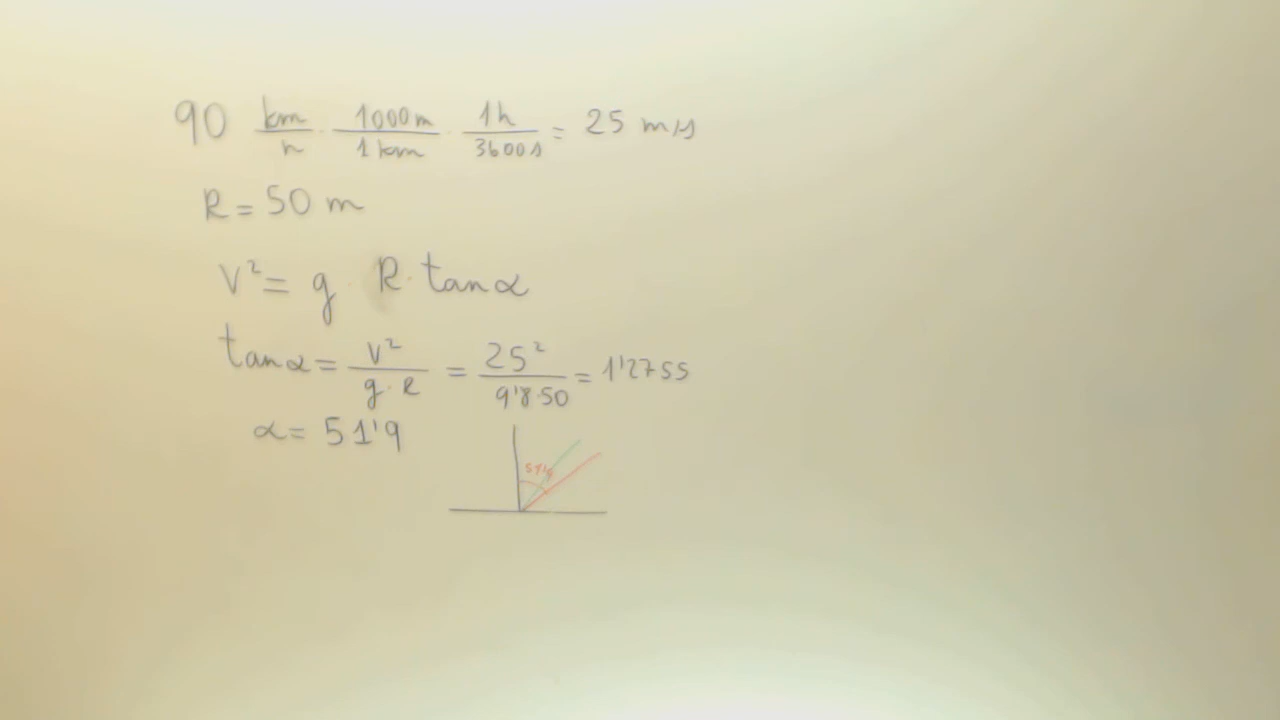 90 km/h · 1000m/1km · 1h/3600s = 25 m/s
R = 50 m
V² = g R · tan α
tan α = V²/g · R = 25²/9'8·50 = 1'2755
α = 51'9
51'9